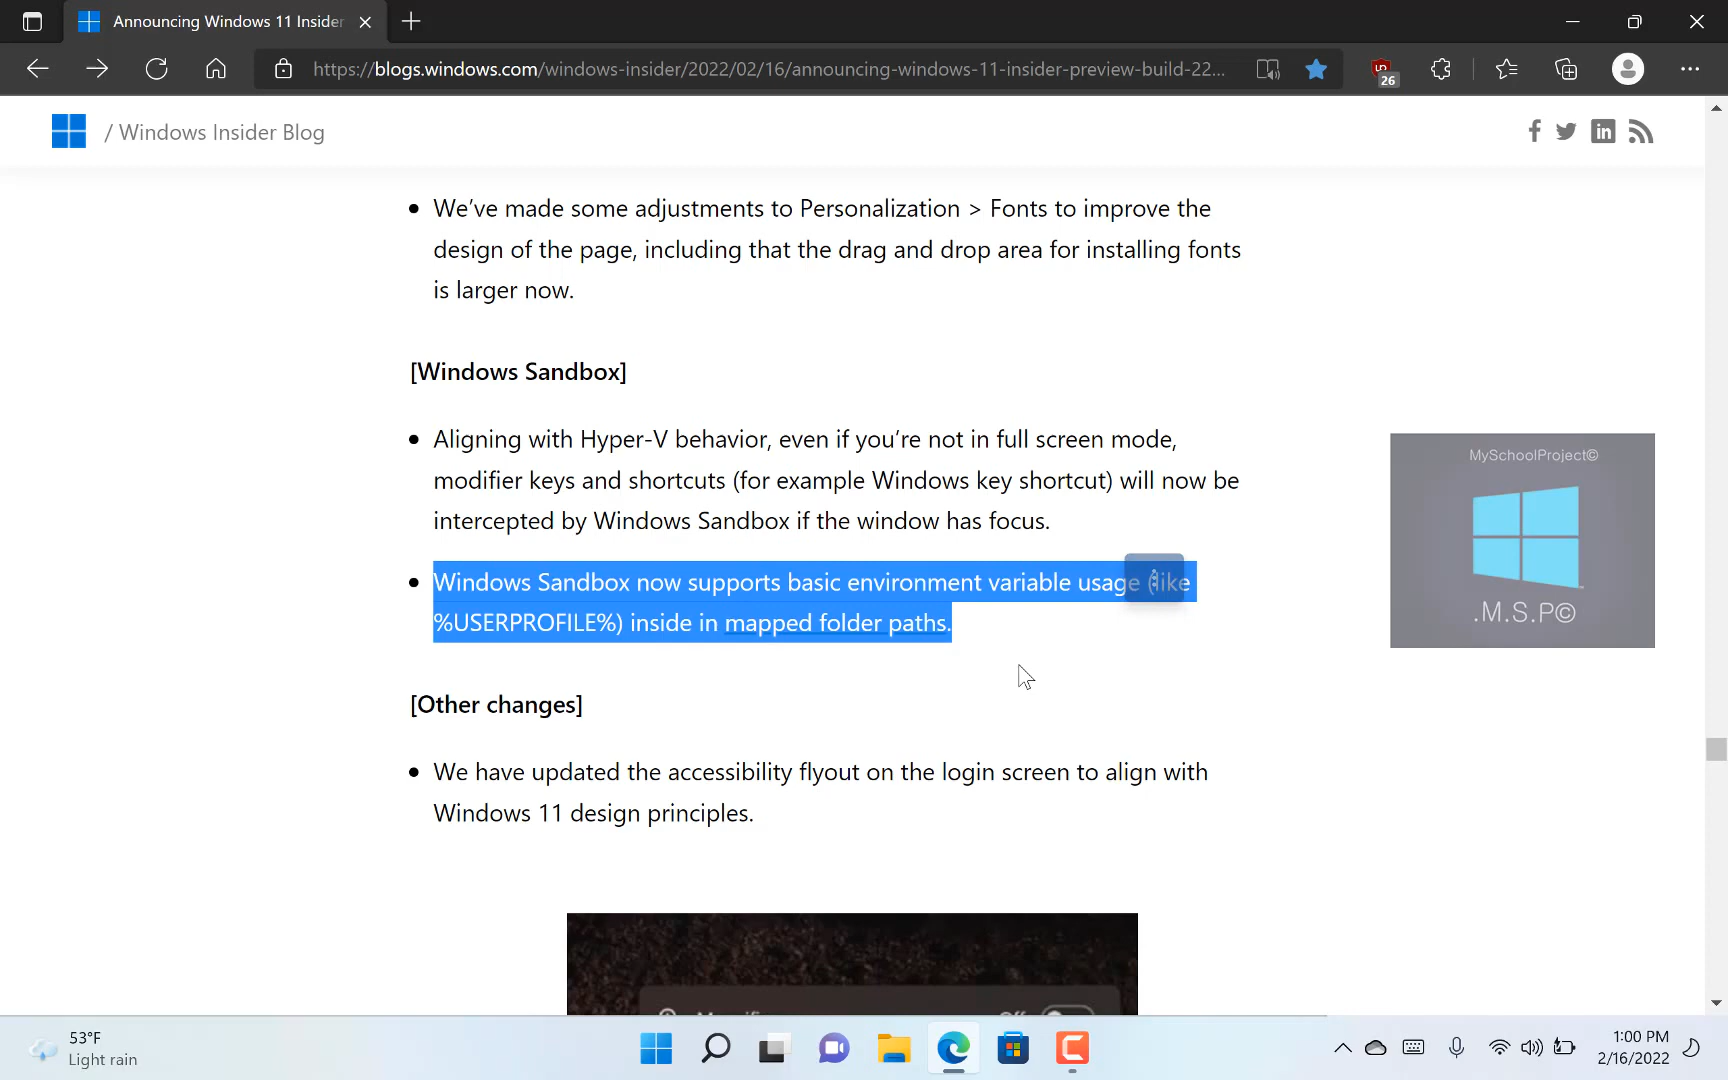 Announcing Windows 11 Insider
https://blogs.windows.com/windows-insider/2022/02/16/announcing-windows-11-insider-preview-build-22...
26
/ Windows Insider Blog
• We’ve made some adjustments to Personalization > Fonts to improve the
design of the page, including that the drag and drop area for installing fonts
is larger now.
[Windows Sandbox]
• Aligning with Hyper-V behavior, even if you’re not in full screen mode,
modifier keys and shortcuts (for example Windows key shortcut) will now be
intercepted by Windows Sandbox if the window has focus.
• Windows Sandbox now supports basic environment variable usage (like
%USERPROFILE%) inside in mapped folder paths.
MySchoolProject©
.M.S.P©
[Other changes]
• We have updated the accessibility flyout on the login screen to align with
Windows 11 design principles.
53°F
Light rain
1:00 PM
2/16/2022